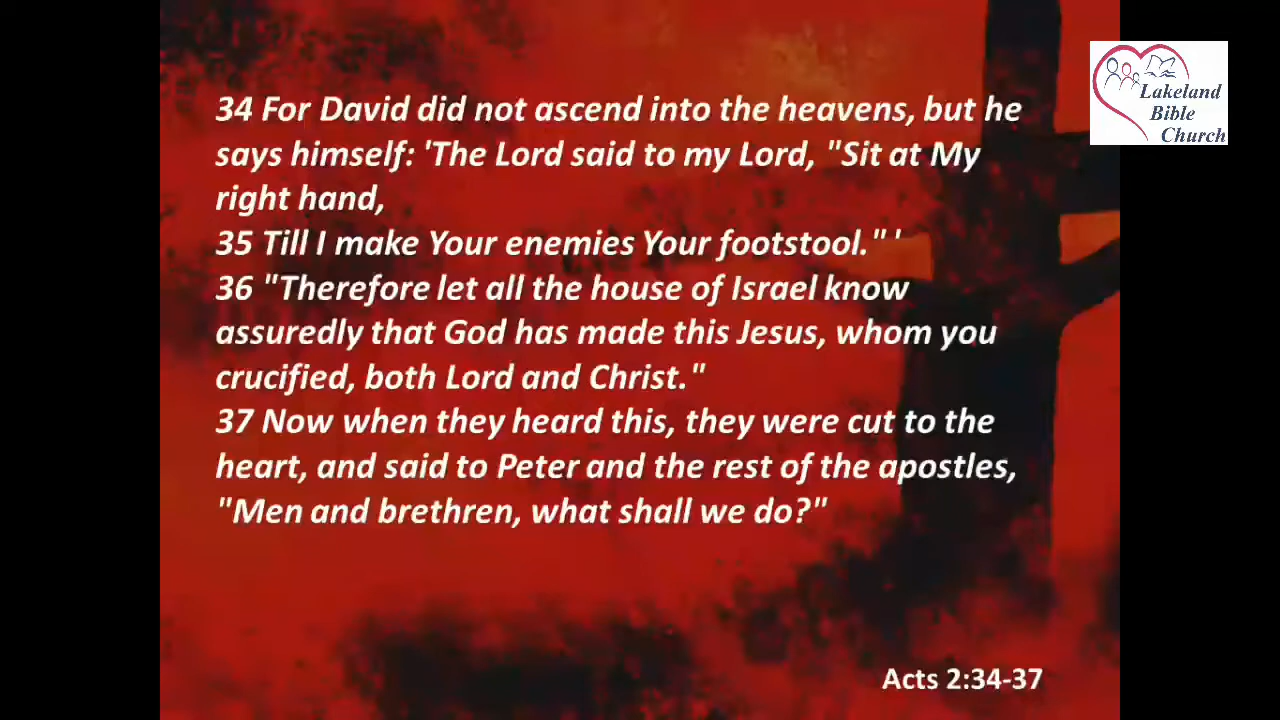 34 For David did not ascend into the heavens, but he
says himself: 'The Lord said to my Lord, "Sit at My
right hand,
35 Till I make Your enemies Your footstool." '
36 "Therefore let all the house of Israel know
assuredly that God has made this Jesus, whom you
crucified, both Lord and Christ."
37 Now when they heard this, they were cut to the
heart, and said to Peter and the rest of the apostles,
"Men and brethren, what shall we do?"
Acts 2:34-37
Lakeland
Bible
Church